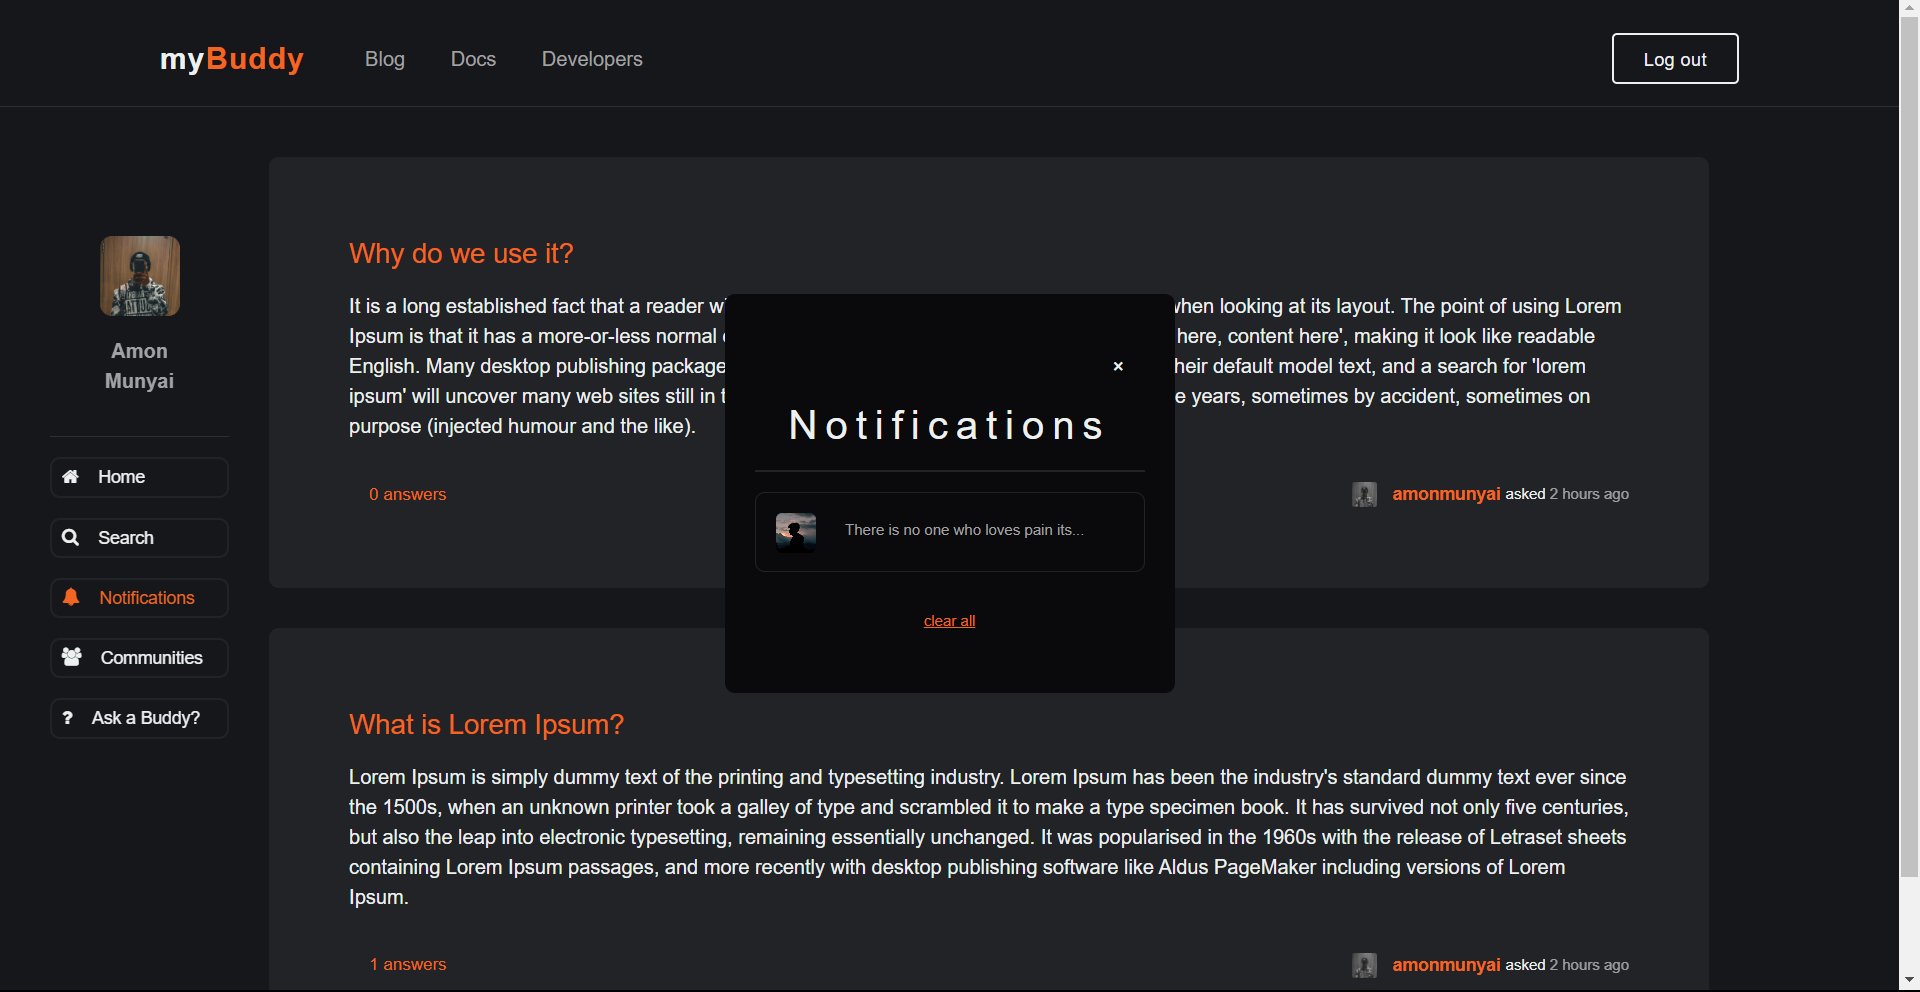 myBuddy Blog Docs Developers Log out
Amon
Munyai
Home
Search
Notifications
Communities
? Ask a Buddy?
Why do we use it?
It is a long established fact that a reader when looking at its layout. The point of using Lorem
Ipsum is that it has a more-or-less normal here, content here', making it look like readable
English. Many desktop publishing package their default model text, and a search for 'lorem
ipsum' will uncover many web sites still in years, sometimes by accident, sometimes on
purpose (injected humour and the like).
0 answers
amonmunyai asked 2 hours ago
×
Notifications
There is no one who loves pain its...
clear all
What is Lorem Ipsum?
Lorem Ipsum is simply dummy text of the printing and typesetting industry. Lorem Ipsum has been the industry's standard dummy text ever since
the 1500s, when an unknown printer took a galley of type and scrambled it to make a type specimen book. It has survived not only five centuries,
but also the leap into electronic typesetting, remaining essentially unchanged. It was popularised in the 1960s with the release of Letraset sheets
containing Lorem Ipsum passages, and more recently with desktop publishing software like Aldus PageMaker including versions of Lorem
Ipsum.
1 answers
amonmunyai asked 2 hours ago